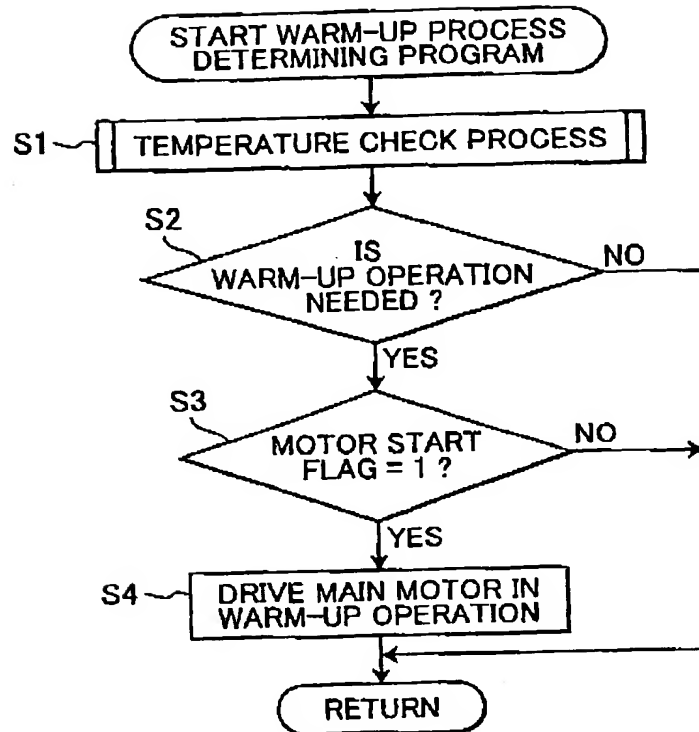 START WARM-UP PROCESS
DETERMINING PROGRAM
S1
TEMPERATURE CHECK PROCESS
S2
IS
WARM-UP OPERATION
NEEDED ?
NO
YES
S3
MOTOR START
FLAG = 1 ?
NO
YES
S4
DRIVE MAIN MOTOR IN
WARM-UP OPERATION
RETURN